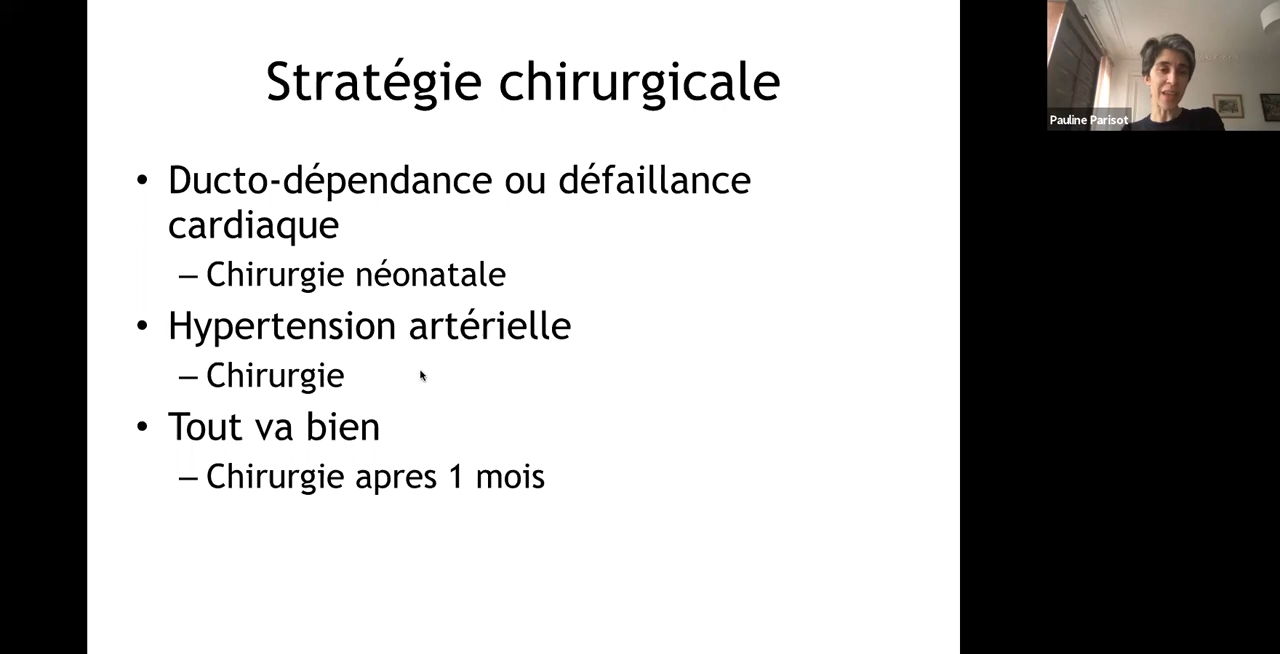 Stratégie chirurgicale
Pauline Parisot
• Ducto-dépendance ou défaillance
cardiaque
– Chirurgie néonatale
• Hypertension artérielle
– Chirurgie
• Tout va bien
– Chirurgie apres 1 mois